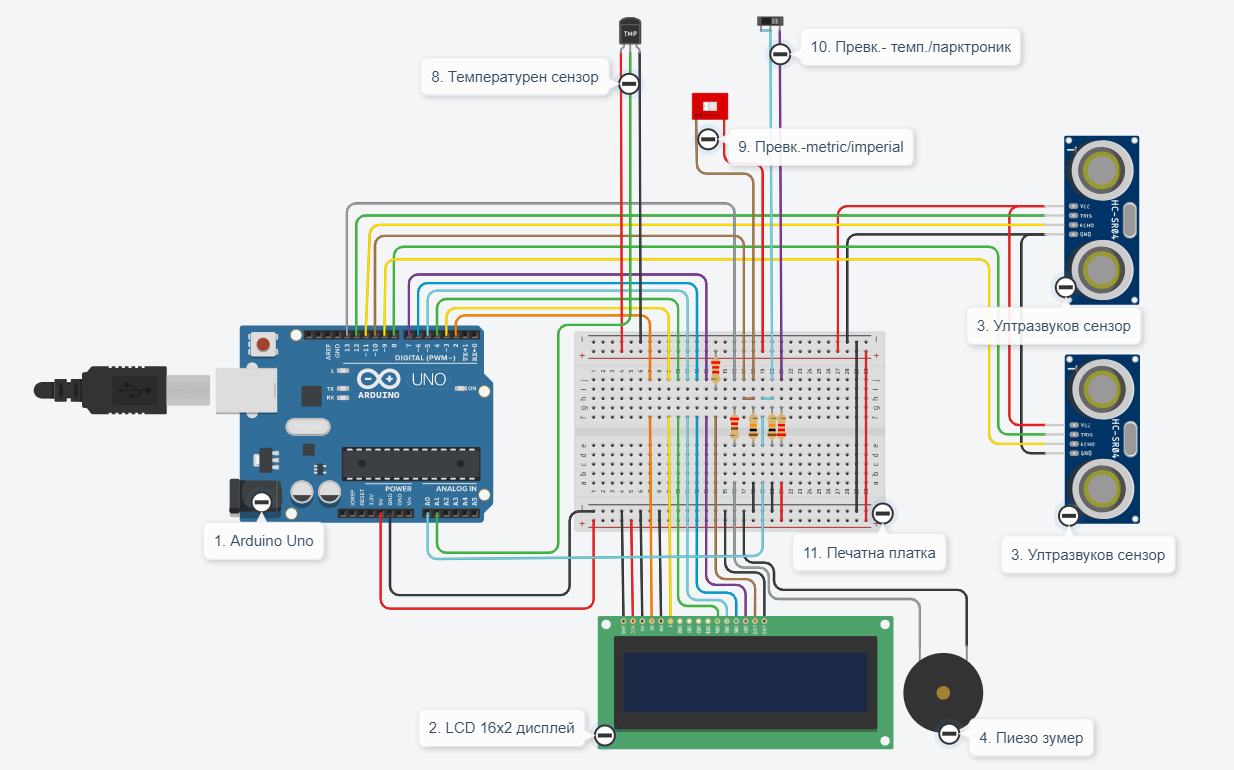 TMP
10. Превк.- темп./парктроник
8. Температурен сензор
9. Превк.-metric/imperial
VCC
TRIG
ECHO
GND
HC-SR04
3. Ултразвуков сензор
AREF
GND
13
12
~11
~10
~9
8
7
~6
~5
4
~3
2
TX→1
RX←0
DIGITAL (PWM~)
L
TX
RX
ARDUINO
UNO
ON
VCC
TRIG
ECHO
GND
HC-SR04
POWER
ANALOG IN
IOREF
RESET
3.3V
5V
GND
GND
Vin
A0
A1
A2
A3
A4
A5
1. Arduino Uno
11. Печатна платка
3. Ултразвуков сензор
2. LCD 16x2 дисплей
4. Пиезо зумер